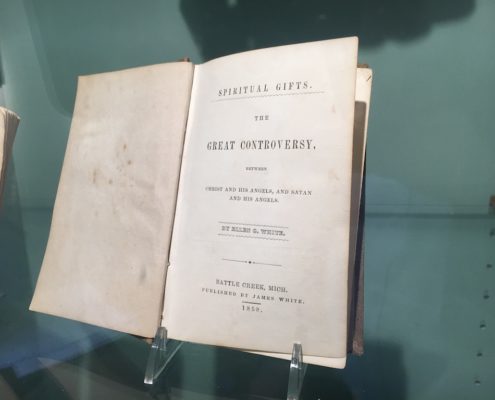 SPIRITUAL GIFTS.
THE
GREAT CONTROVERSY,
BETWEEN
CHRIST AND HIS ANGELS, AND SATAN
AND HIS ANGELS.
BY ELLEN G. WHITE.
BATTLE CREEK, MICH.
PUBLISHED BY JAMES WHITE.
1858.